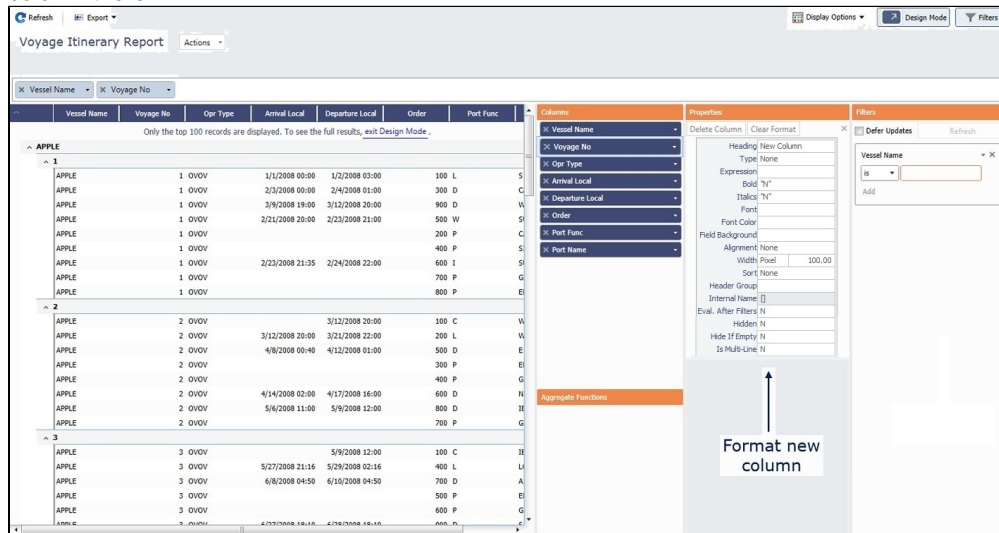 Refresh Export Display Options Design Mode Filters
Voyage Itinerary Report Actions
Vessel Name Voyage No
Vessel Name Voyage No Opr Type Arrival Local Departure Local Order Port Func
Only the top 100 records are displayed. To see the full results, exit Design Mode .
APPLE
1
APPLE 1 OVOV 1/1/2008 00:00 1/2/2008 03:00 100 L S
APPLE 1 OVOV 2/3/2008 00:00 2/4/2008 01:00 300 D
APPLE 1 OVOV 3/9/2008 19:00 3/12/2008 20:00 900 D W
APPLE 1 OVOV 2/21/2008 20:00 2/23/2008 21:00 500 W
APPLE 1 OVOV 200 P
APPLE 1 OVOV 400 P
APPLE 1 OVOV 2/23/2008 21:35 2/24/2008 22:00 600 I
APPLE 1 OVOV 700 P G
APPLE 1 OVOV 800 P
2
APPLE 2 OVOV 3/12/2008 20:00 100 C W
APPLE 2 OVOV 3/12/2008 20:00 3/21/2008 22:00 200 L W
APPLE 2 OVOV 4/8/2008 00:40 4/12/2008 01:00 500 D E
APPLE 2 OVOV 300 P
APPLE 2 OVOV 400 P G
APPLE 2 OVOV 4/14/2008 02:00 4/17/2008 16:00 600 D N
APPLE 2 OVOV 5/6/2008 11:00 5/9/2008 12:00 800 D
APPLE 2 OVOV 700 P G
3
APPLE 3 OVOV 5/9/2008 12:00 100 C
APPLE 3 OVOV 5/27/2008 21:16 5/29/2008 02:16 400 L
APPLE 3 OVOV 6/8/2008 04:50 6/10/2008 04:50 700 D A
APPLE 3 OVOV 500 P
APPLE 3 OVOV 600 P G
APPLE 3 OVOV 6/27/2008 18:10 6/28/2008 18:10 900 D
Columns
Vessel Name
Voyage No
Opr Type
Arrival Local
Departure Local
Order
Port Func
Port Name
Aggregate Functions
Properties
Delete Column Clear Format
Heading New Column
Type None
Expression
Bold "N"
Italics "N"
Font
Font Color
Field Background
Alignment None
Width Pixel 100.00
Sort None
Header Group
Internal Name []
Eval. After Filters N
Hidden N
Hide If Empty N
Is Multi-Line N
Format new
column
Filters
Defer Updates Refresh
Vessel Name
is
Add